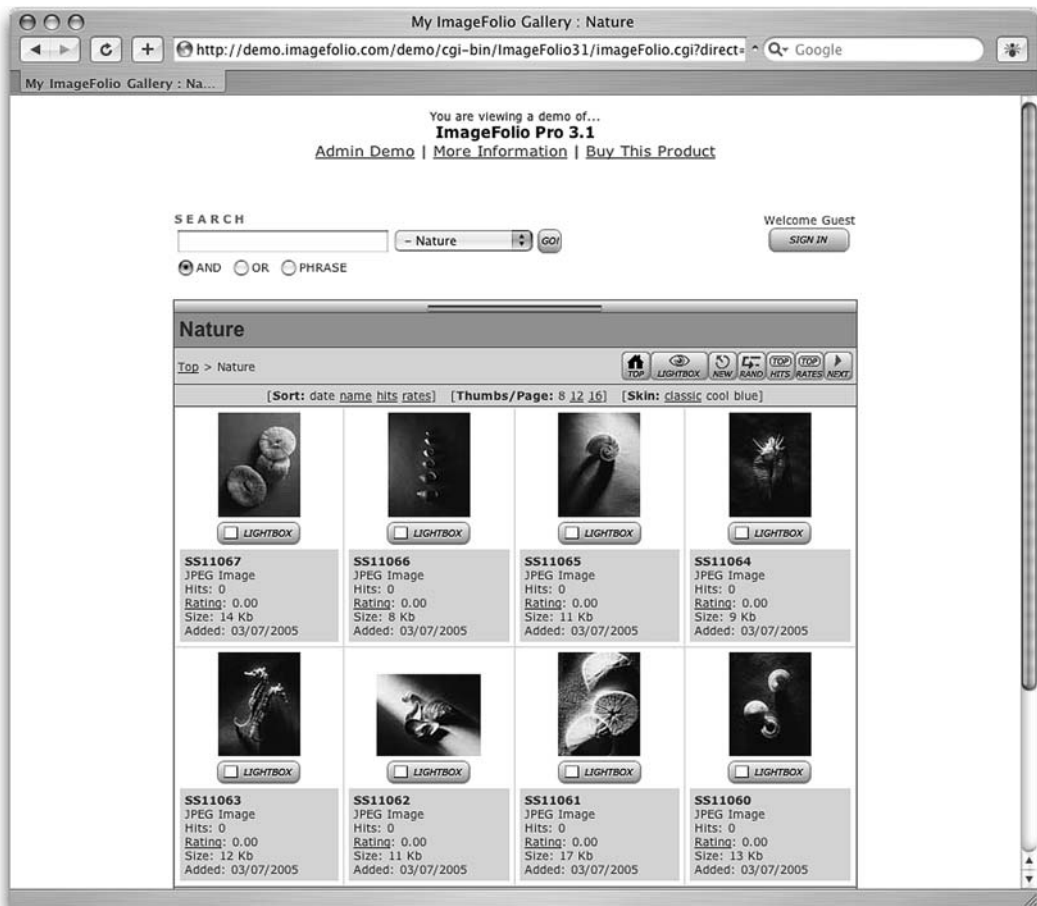 My ImageFolio Gallery : Nature
http://demo.imagefolio.com/demo/cgi-bin/ImageFolio31/imageFolio.cgi?direct= Google
My ImageFolio Gallery : Na...
You are viewing a demo of...
ImageFolio Pro 3.1
Admin Demo | More Information | Buy This Product
SEARCH
Welcome Guest
– Nature GO! SIGN IN
AND OR PHRASE
Nature
Top > Nature TOP LIGHTBOX NEW RAND TOP HITS TOP RATES NEXT
[Sort: date name hits rates] [Thumbs/Page: 8 12 16] [Skin: classic cool blue]
LIGHTBOX LIGHTBOX LIGHTBOX LIGHTBOX
SS11067 SS11066 SS11065 SS11064
JPEG Image JPEG Image JPEG Image JPEG Image
Hits: 0 Hits: 0 Hits: 0 Hits: 0
Rating: 0.00 Rating: 0.00 Rating: 0.00 Rating: 0.00
Size: 14 Kb Size: 8 Kb Size: 11 Kb Size: 9 Kb
Added: 03/07/2005 Added: 03/07/2005 Added: 03/07/2005 Added: 03/07/2005
LIGHTBOX LIGHTBOX LIGHTBOX LIGHTBOX
SS11063 SS11062 SS11061 SS11060
JPEG Image JPEG Image JPEG Image JPEG Image
Hits: 0 Hits: 0 Hits: 0 Hits: 0
Rating: 0.00 Rating: 0.00 Rating: 0.00 Rating: 0.00
Size: 12 Kb Size: 11 Kb Size: 17 Kb Size: 13 Kb
Added: 03/07/2005 Added: 03/07/2005 Added: 03/07/2005 Added: 03/07/2005